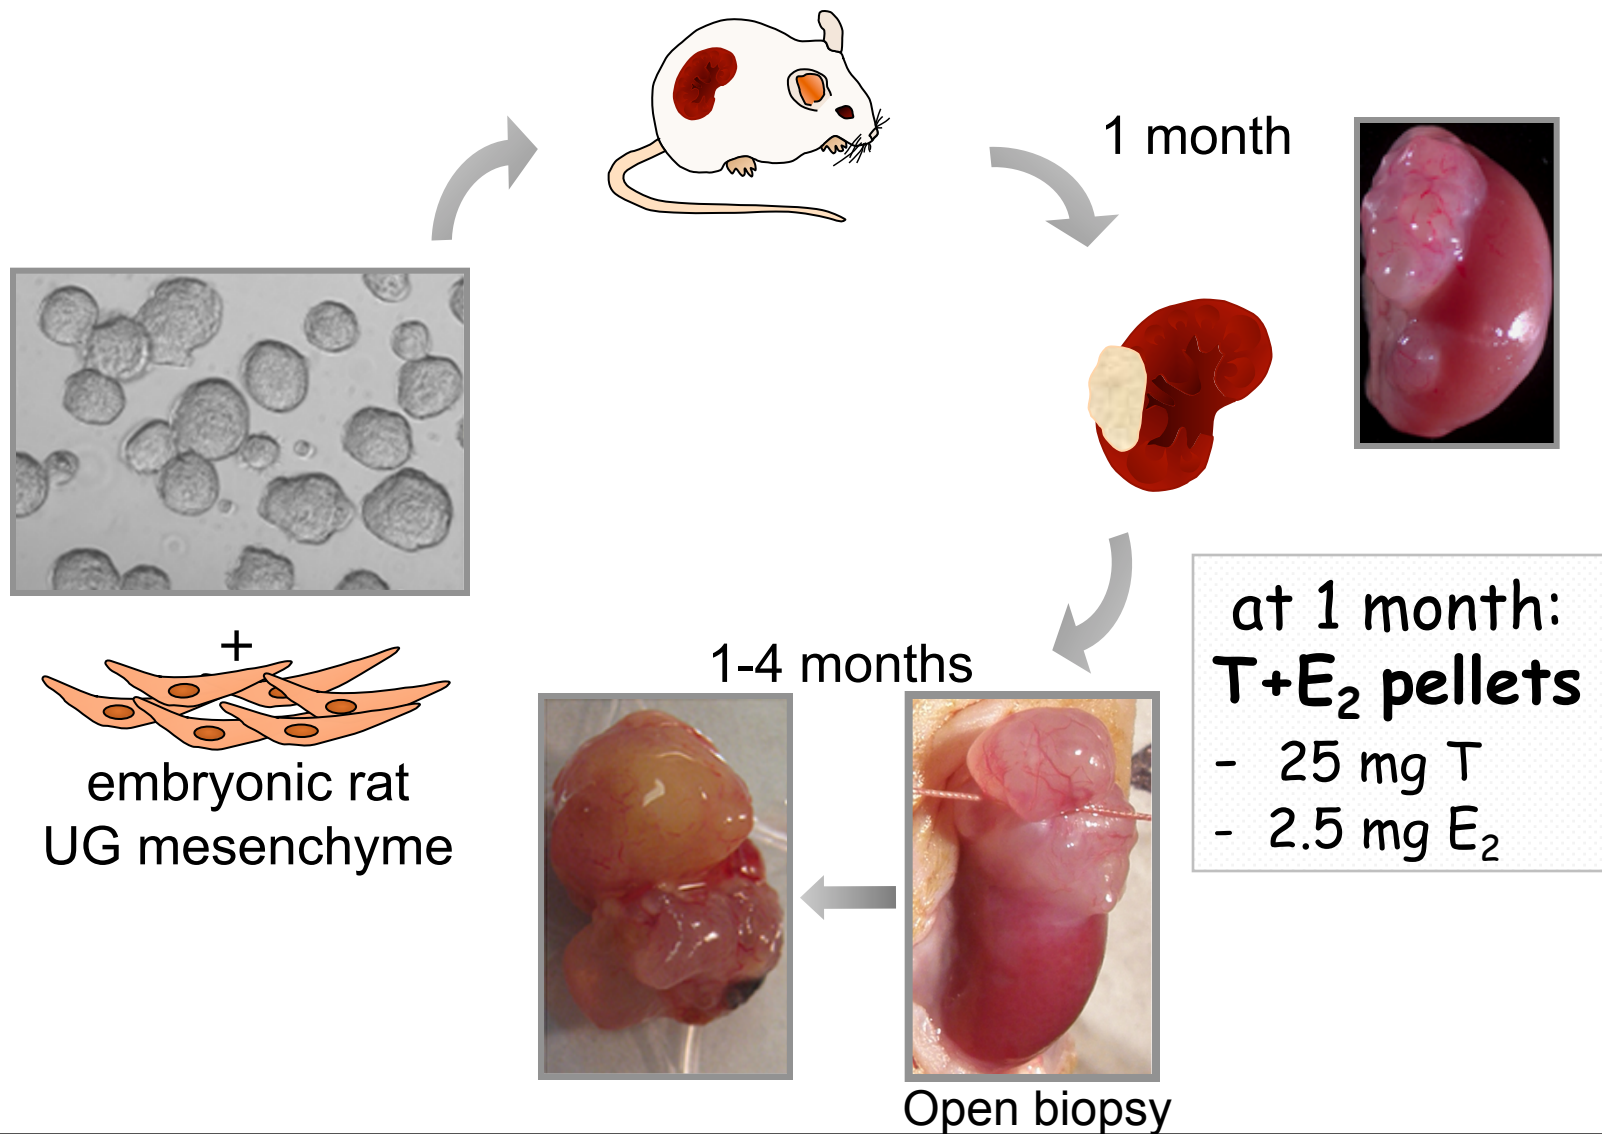 1 month
+
embryonic rat
UG mesenchyme
at 1 month:
T+E₂ pellets
- 25 mg T
- 2.5 mg E₂
1-4 months
Open biopsy